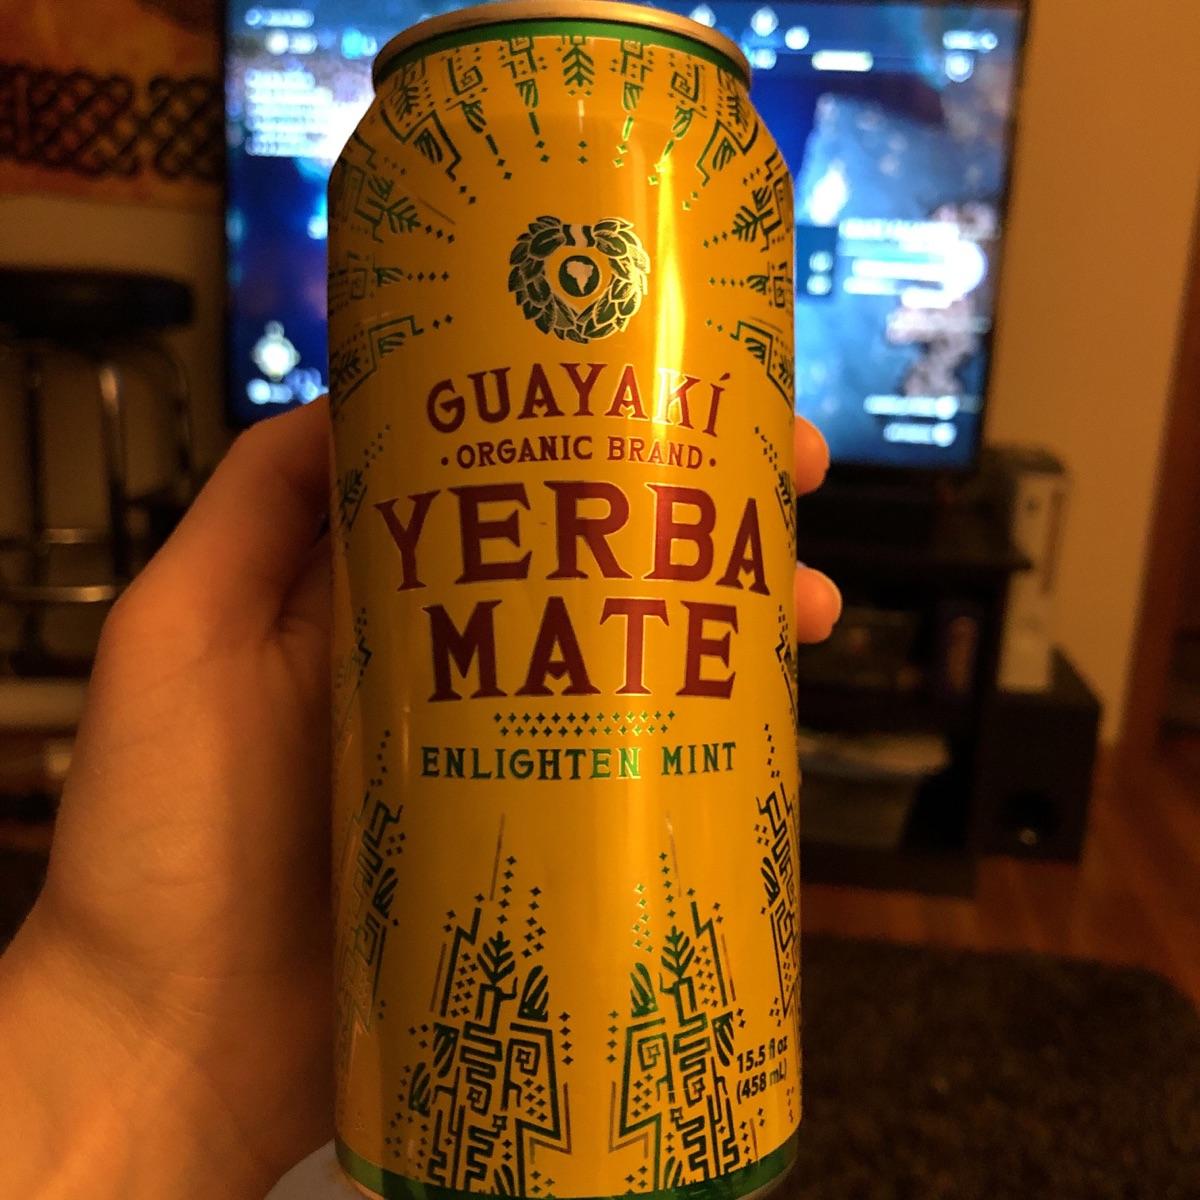 GUAYAKÍ
· ORGANIC BRAND ·
YERBA
MATE
ENLIGHTEN MINT
15.5 fl oz
(458 mL)